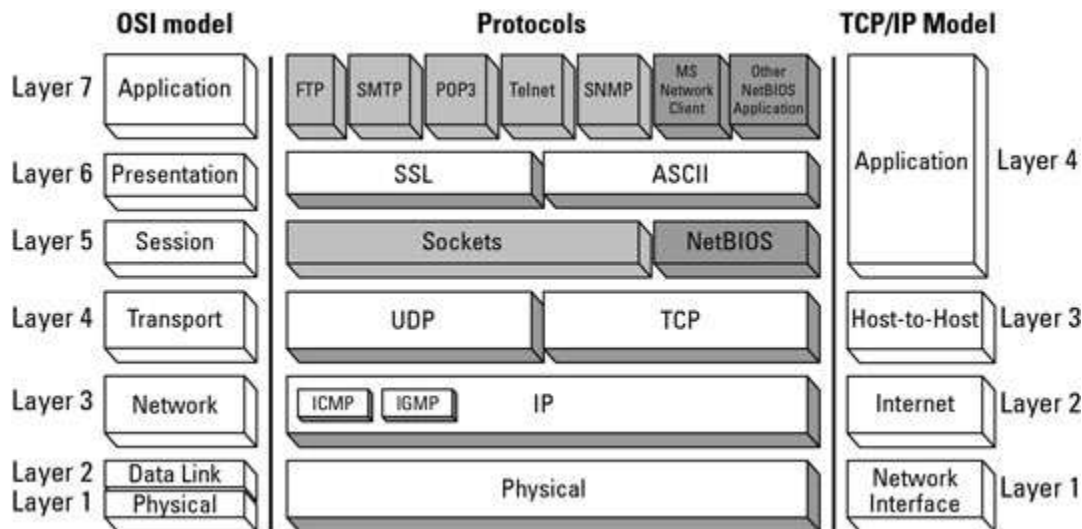 OSI model Protocols TCP/IP Model
Layer 7 Application FTP SMTP POP3 Telnet SNMP MS Network Client Other NetBIOS Application
Layer 6 Presentation SSL ASCII Application Layer 4
Layer 5 Session Sockets NetBIOS
Layer 4 Transport UDP TCP Host-to-Host Layer 3
Layer 3 Network ICMP IGMP IP Internet Layer 2
Layer 2 Data Link
Layer 1 Physical Physical Network Interface Layer 1